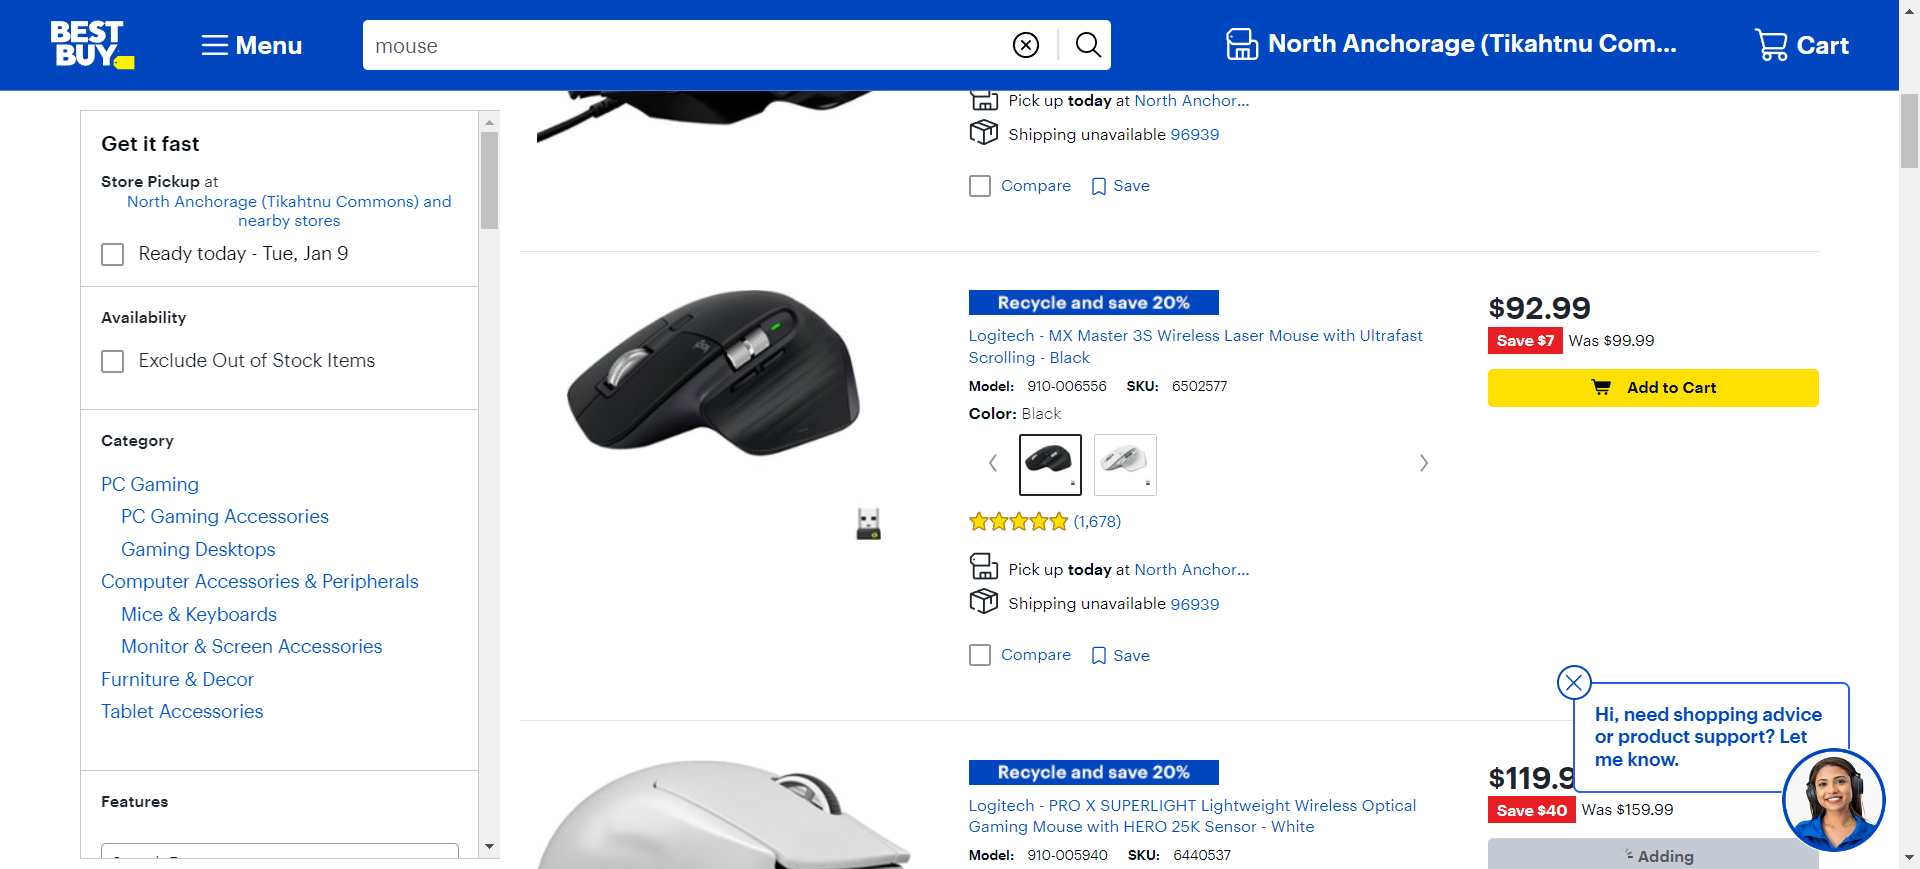 BEST BUY
Menu
mouse
North Anchorage (Tikahtnu Com...
Cart
Get it fast
Store Pickup at
North Anchorage (Tikahtnu Commons) and
nearby stores
Ready today - Tue, Jan 9
Availability
Exclude Out of Stock Items
Category
PC Gaming
PC Gaming Accessories
Gaming Desktops
Computer Accessories & Peripherals
Mice & Keyboards
Monitor & Screen Accessories
Furniture & Decor
Tablet Accessories
Features
Pick up today at North Anchor...
Shipping unavailable 96939
Compare
Save
Recycle and save 20%
Logitech - MX Master 3S Wireless Laser Mouse with Ultrafast
Scrolling - Black
Model: 910-006556 SKU: 6502577
Color: Black
(1,678)
Pick up today at North Anchor...
Shipping unavailable 96939
Compare
Save
$92.99
Save $7 Was $99.99
Add to Cart
Recycle and save 20%
Logitech - PRO X SUPERLIGHT Lightweight Wireless Optical
Gaming Mouse with HERO 25K Sensor - White
Model: 910-005940 SKU: 6440537
$119.9
Save $40 Was $159.99
Adding
Hi, need shopping advice
or product support? Let
me know.